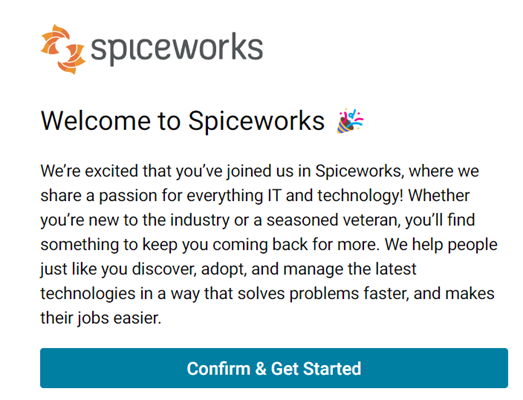 spiceworks
Welcome to Spiceworks 🎉
We’re excited that you’ve joined us in Spiceworks, where we
share a passion for everything IT and technology! Whether
you’re new to the industry or a seasoned veteran, you’ll find
something to keep you coming back for more. We help people
just like you discover, adopt, and manage the latest
technologies in a way that solves problems faster, and makes
their jobs easier.
Confirm & Get Started